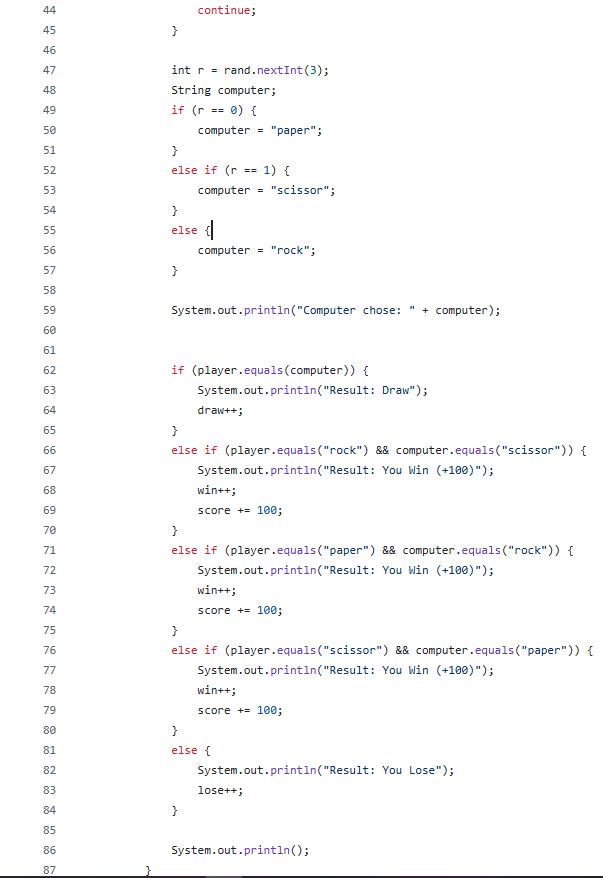 44 continue;
45 }
46
47 int r = rand.nextInt(3);
48 String computer;
49 if (r == 0) {
50 computer = "paper";
51 }
52 else if (r == 1) {
53 computer = "scissor";
54 }
55 else {
56 computer = "rock";
57 }
58
59 System.out.println("Computer chose: " + computer);
60
61
62 if (player.equals(computer)) {
63 System.out.println("Result: Draw");
64 draw++;
65 }
66 else if (player.equals("rock") && computer.equals("scissor")) {
67 System.out.println("Result: You Win (+100)");
68 win++;
69 score += 100;
70 }
71 else if (player.equals("paper") && computer.equals("rock")) {
72 System.out.println("Result: You Win (+100)");
73 win++;
74 score += 100;
75 }
76 else if (player.equals("scissor") && computer.equals("paper")) {
77 System.out.println("Result: You Win (+100)");
78 win++;
79 score += 100;
80 }
81 else {
82 System.out.println("Result: You Lose");
83 lose++;
84 }
85
86 System.out.println();
87 }